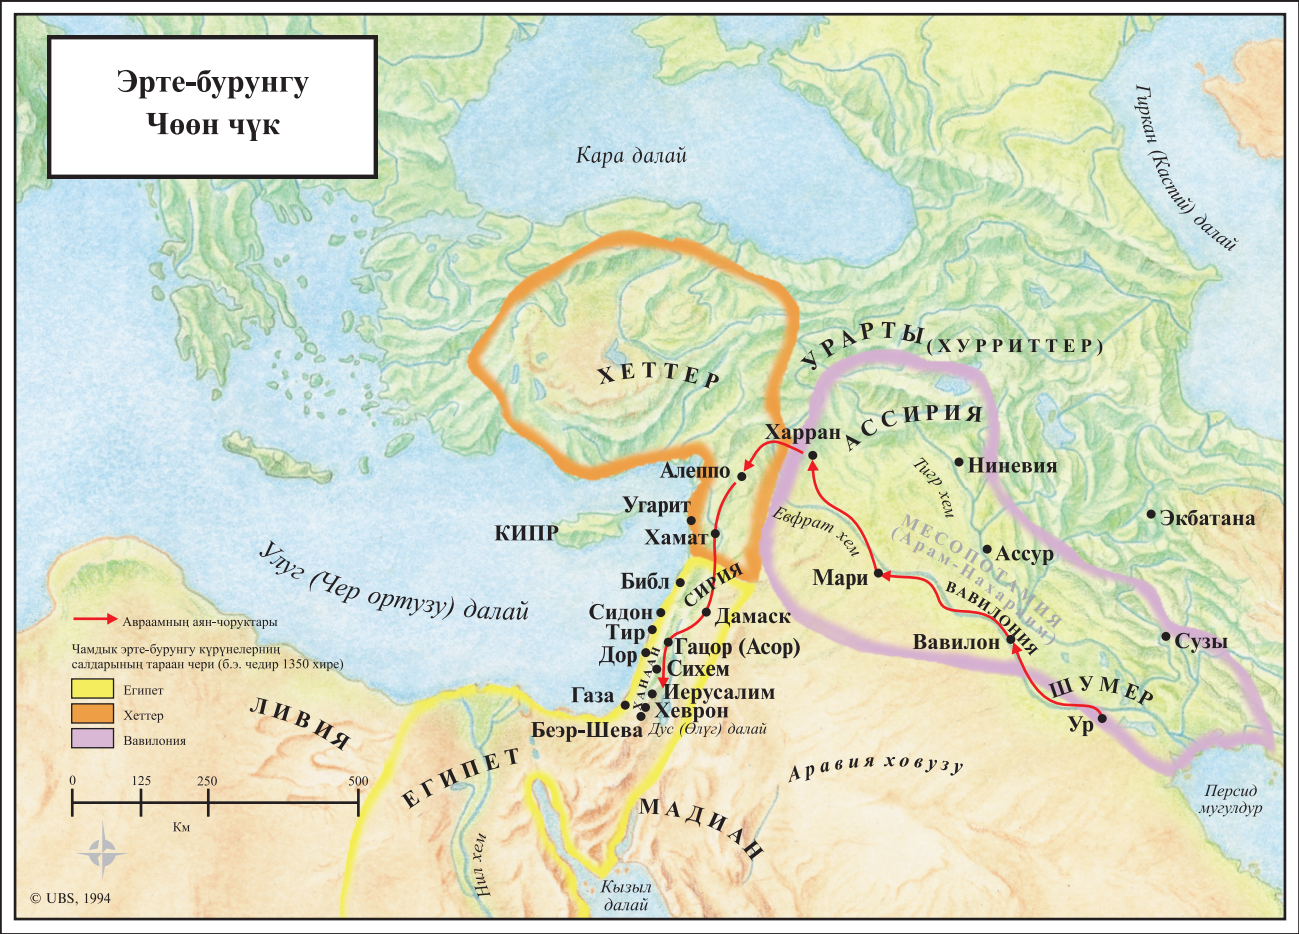 Эрте-бурунгу
Чөөн чүк
Кара далай
Гиркан (Каспий) далай
УРАРТЫ
(ХУРРИТТЕР)
ХЕТТЕР
АССИРИЯ
Харран
Алеппо
Ниневия
Тигр хем
Угарит
Евфрат хем
Экбатана
КИПР
Хамат
МЕСОПОТАМИЯ
(Арам-Нахараим)
Ассур
Улуг (Чер ортузу) далай
Библ
СИРИЯ
Мари
ВАВИЛОНИЯ
Сидон
Дамаск
Тир
Гацор (Асор)
Вавилон
Сузы
Дор
ХАНААН
Сихем
Газа
Иерусалим
ШУМЕР
Хеврон
Ур
Беэр-Шева
Дус (Өлүг) далай
Авраамның аян-чоруктары
Чамдык эрте-бурунгу күрүнелерниң
салдарының тараан чери (б.э. чедир 1350 хире)
Египет
Хеттер
Вавилония
ЛИВИЯ
ЕГИПЕТ
Аравия ховузу
МАДИАН
Персид
мугулдур
0 125 250 500
Км
Нил хем
Кызыл
далай
© UBS, 1994